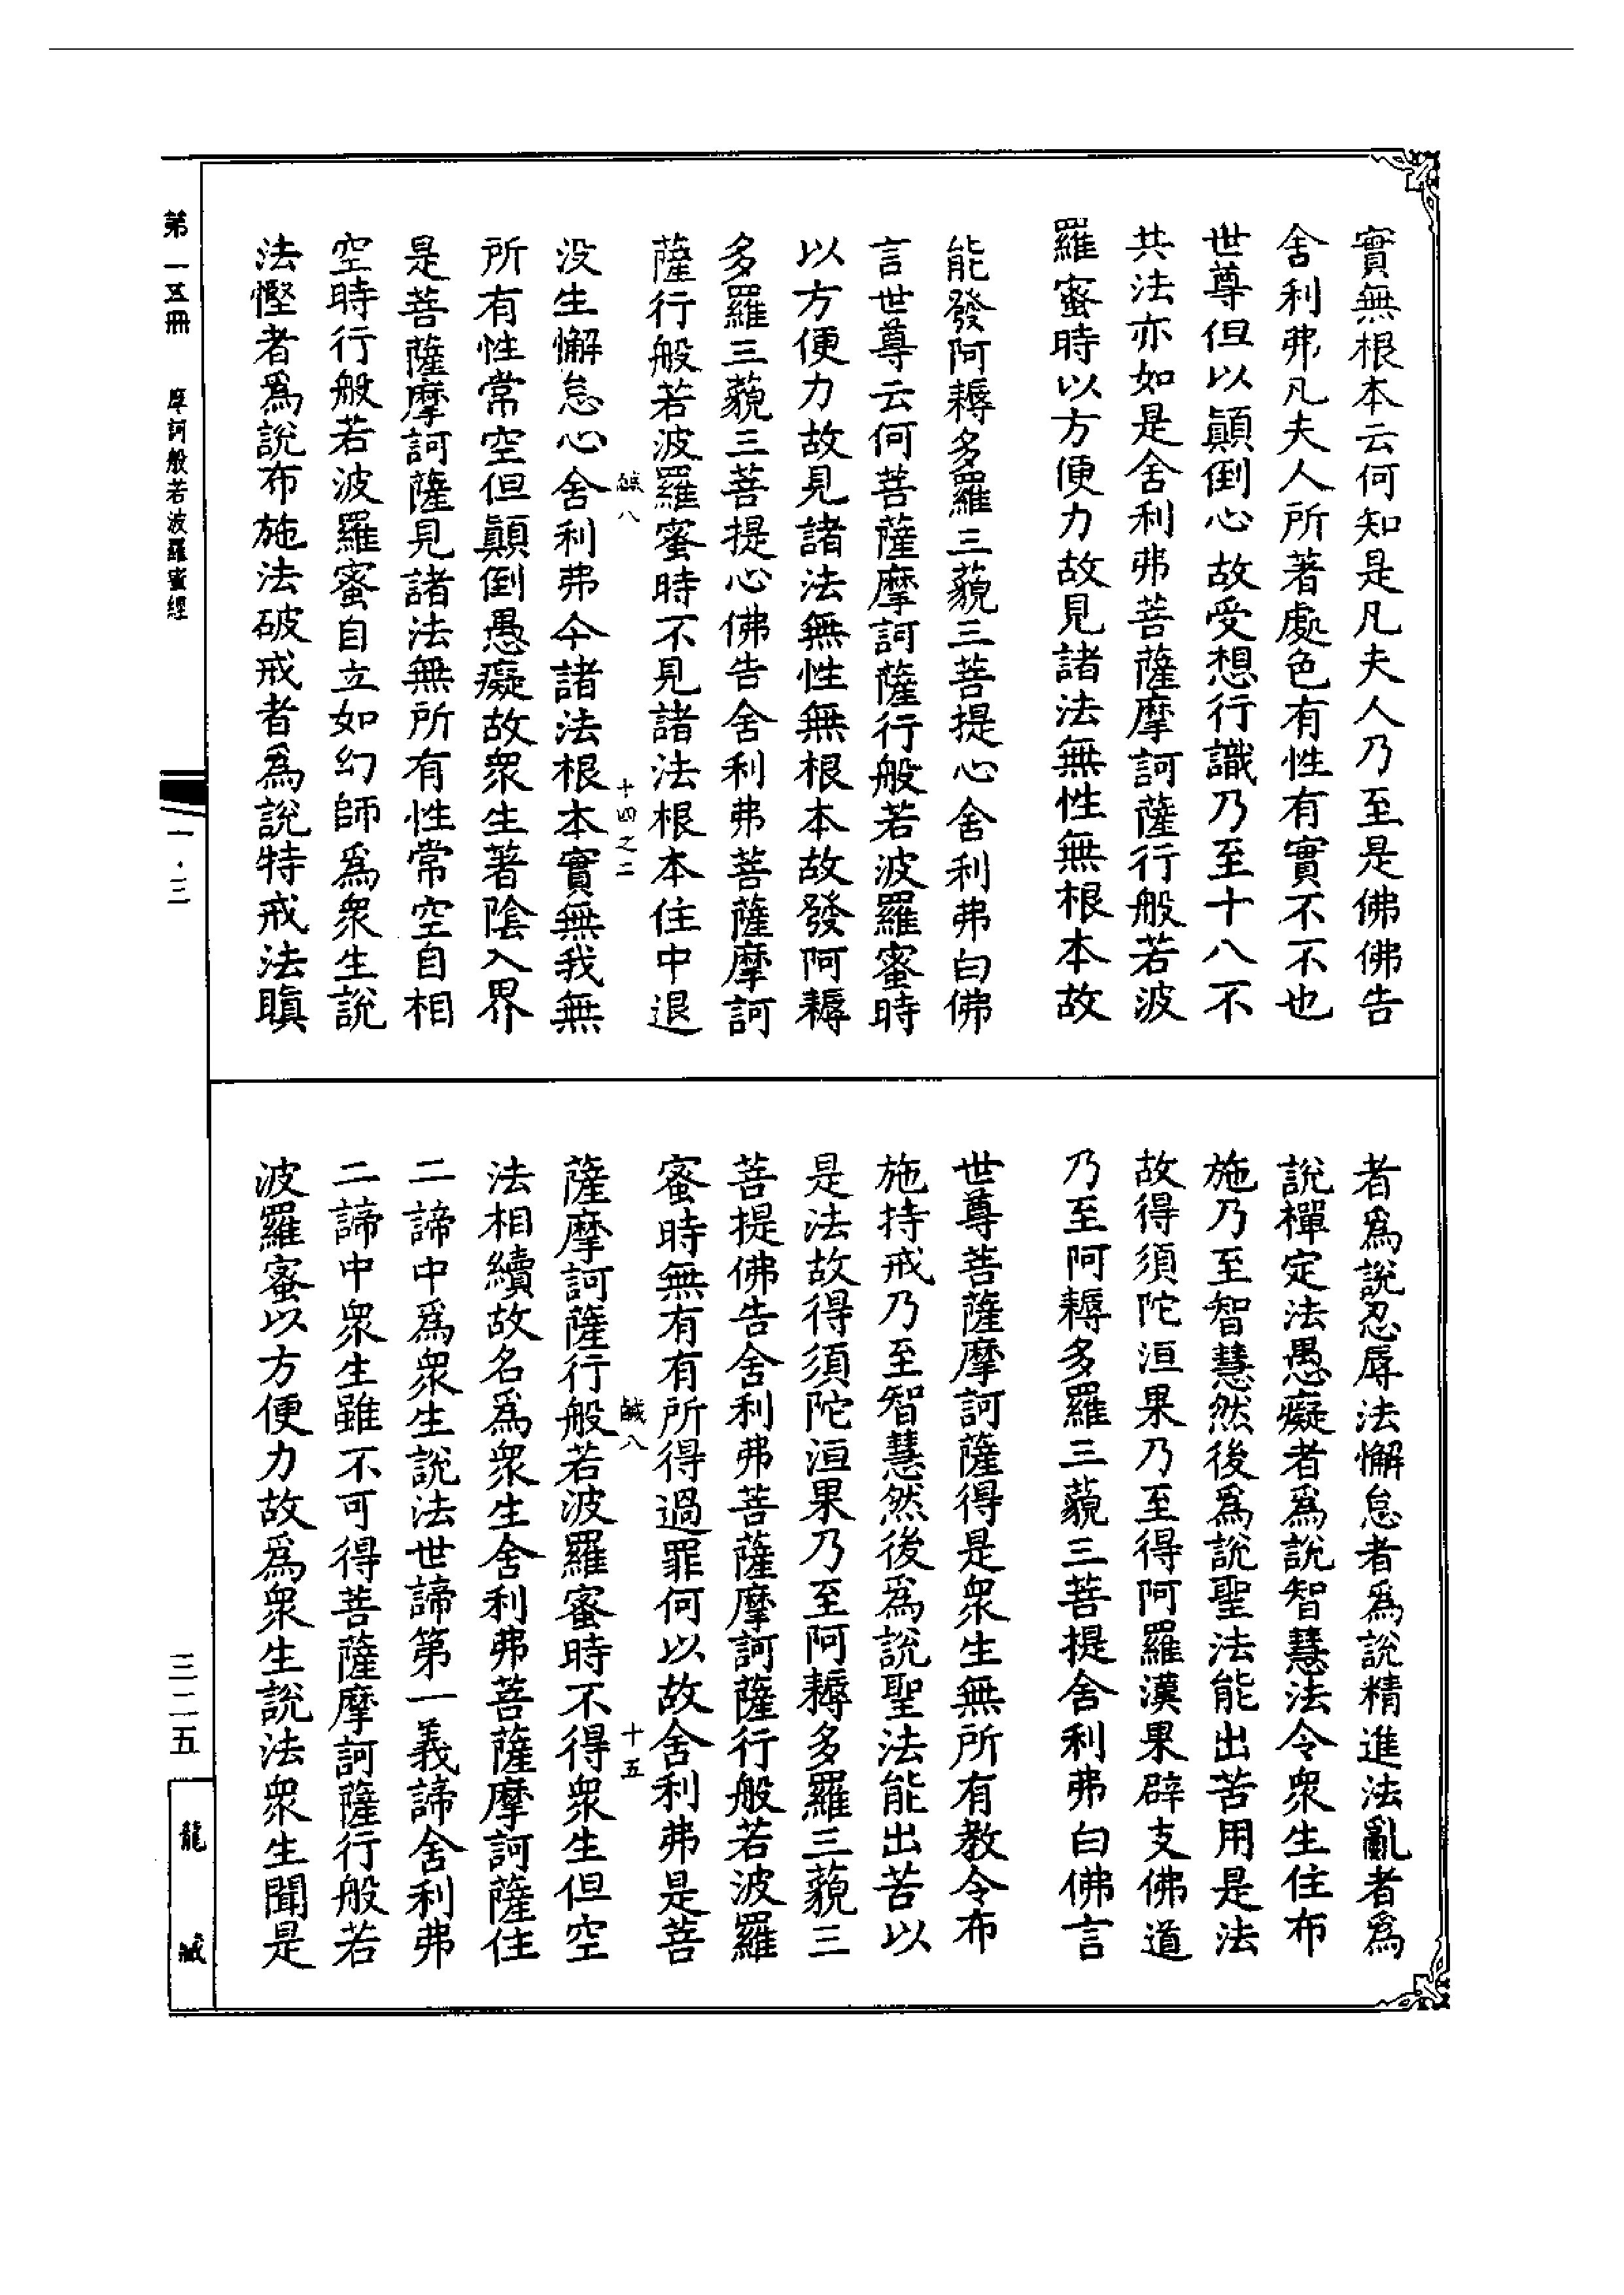 實無根本云何知是凡夫人乃至是佛佛告
舍利弗凡夫人所著處色有性有實不不也
世尊但以顛倒心故受想行識乃至十八不
共法亦如是舍利弗菩薩摩訶薩行般若波
羅蜜時以方便力故見諸法無性無根本故
能發阿耨多羅三藐三菩提心舍利弗白佛
言世尊云何菩薩摩訶薩行般若波羅蜜時
以方便力故見諸法無性無根本故發阿耨
多羅三藐三菩提心佛告舍利弗菩薩摩訶
薩行般若波羅蜜時不見諸法根本住中退
八 十四之二
没生懈怠心舍利弗今諸法根本實無我無
所有性常空但顛倒愚癡故衆生著陰入界
是菩薩摩訶薩見諸法無所有性常空自相
空時行般若波羅蜜自立如幻師爲衆生說
法慳者爲說布施法破戒者爲說持戒法瞋
者爲說忍辱法懈怠者爲說精進法亂者爲
說禪定法愚癡者爲說智慧法令衆生住布
施乃至智慧然後爲說聖法能出苦用是法
故得須陀洹果乃至得阿羅漢果辟支佛道
乃至阿耨多羅三藐三菩提舍利弗白佛言
世尊菩薩摩訶薩得是衆生無所有教令布
施持戒乃至智慧然後爲說聖法能出苦以
是法故得須陀洹果乃至阿耨多羅三藐三
菩提佛告舍利弗菩薩摩訶薩行般若波羅
蜜時無有有所得過罪何以故舍利弗是菩
鹹八 十五
薩摩訶薩行般若波羅蜜時不得衆生但空
法相續故名爲衆生舍利弗菩薩摩訶薩住
二諦中爲衆生說法世諦第一義諦舍利弗
二諦中衆生雖不可得菩薩摩訶薩行般若
波羅蜜以方便力故爲衆生說法衆生聞是
第一五冊 摩訶般若波羅蜜經 一·三 三二五 龍藏